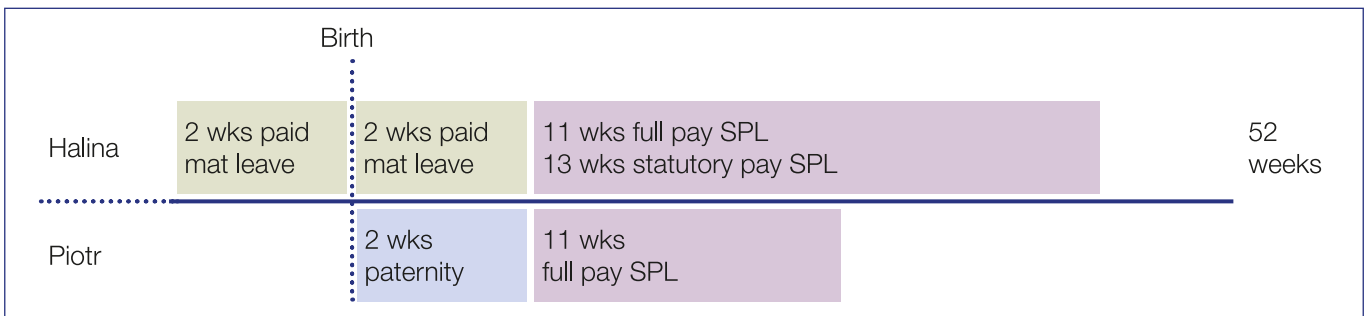 Birth
Halina
2 wks paid
mat leave
2 wks paid
mat leave
11 wks full pay SPL
13 wks statutory pay SPL
52
weeks
Piotr
2 wks
paternity
11 wks
full pay SPL